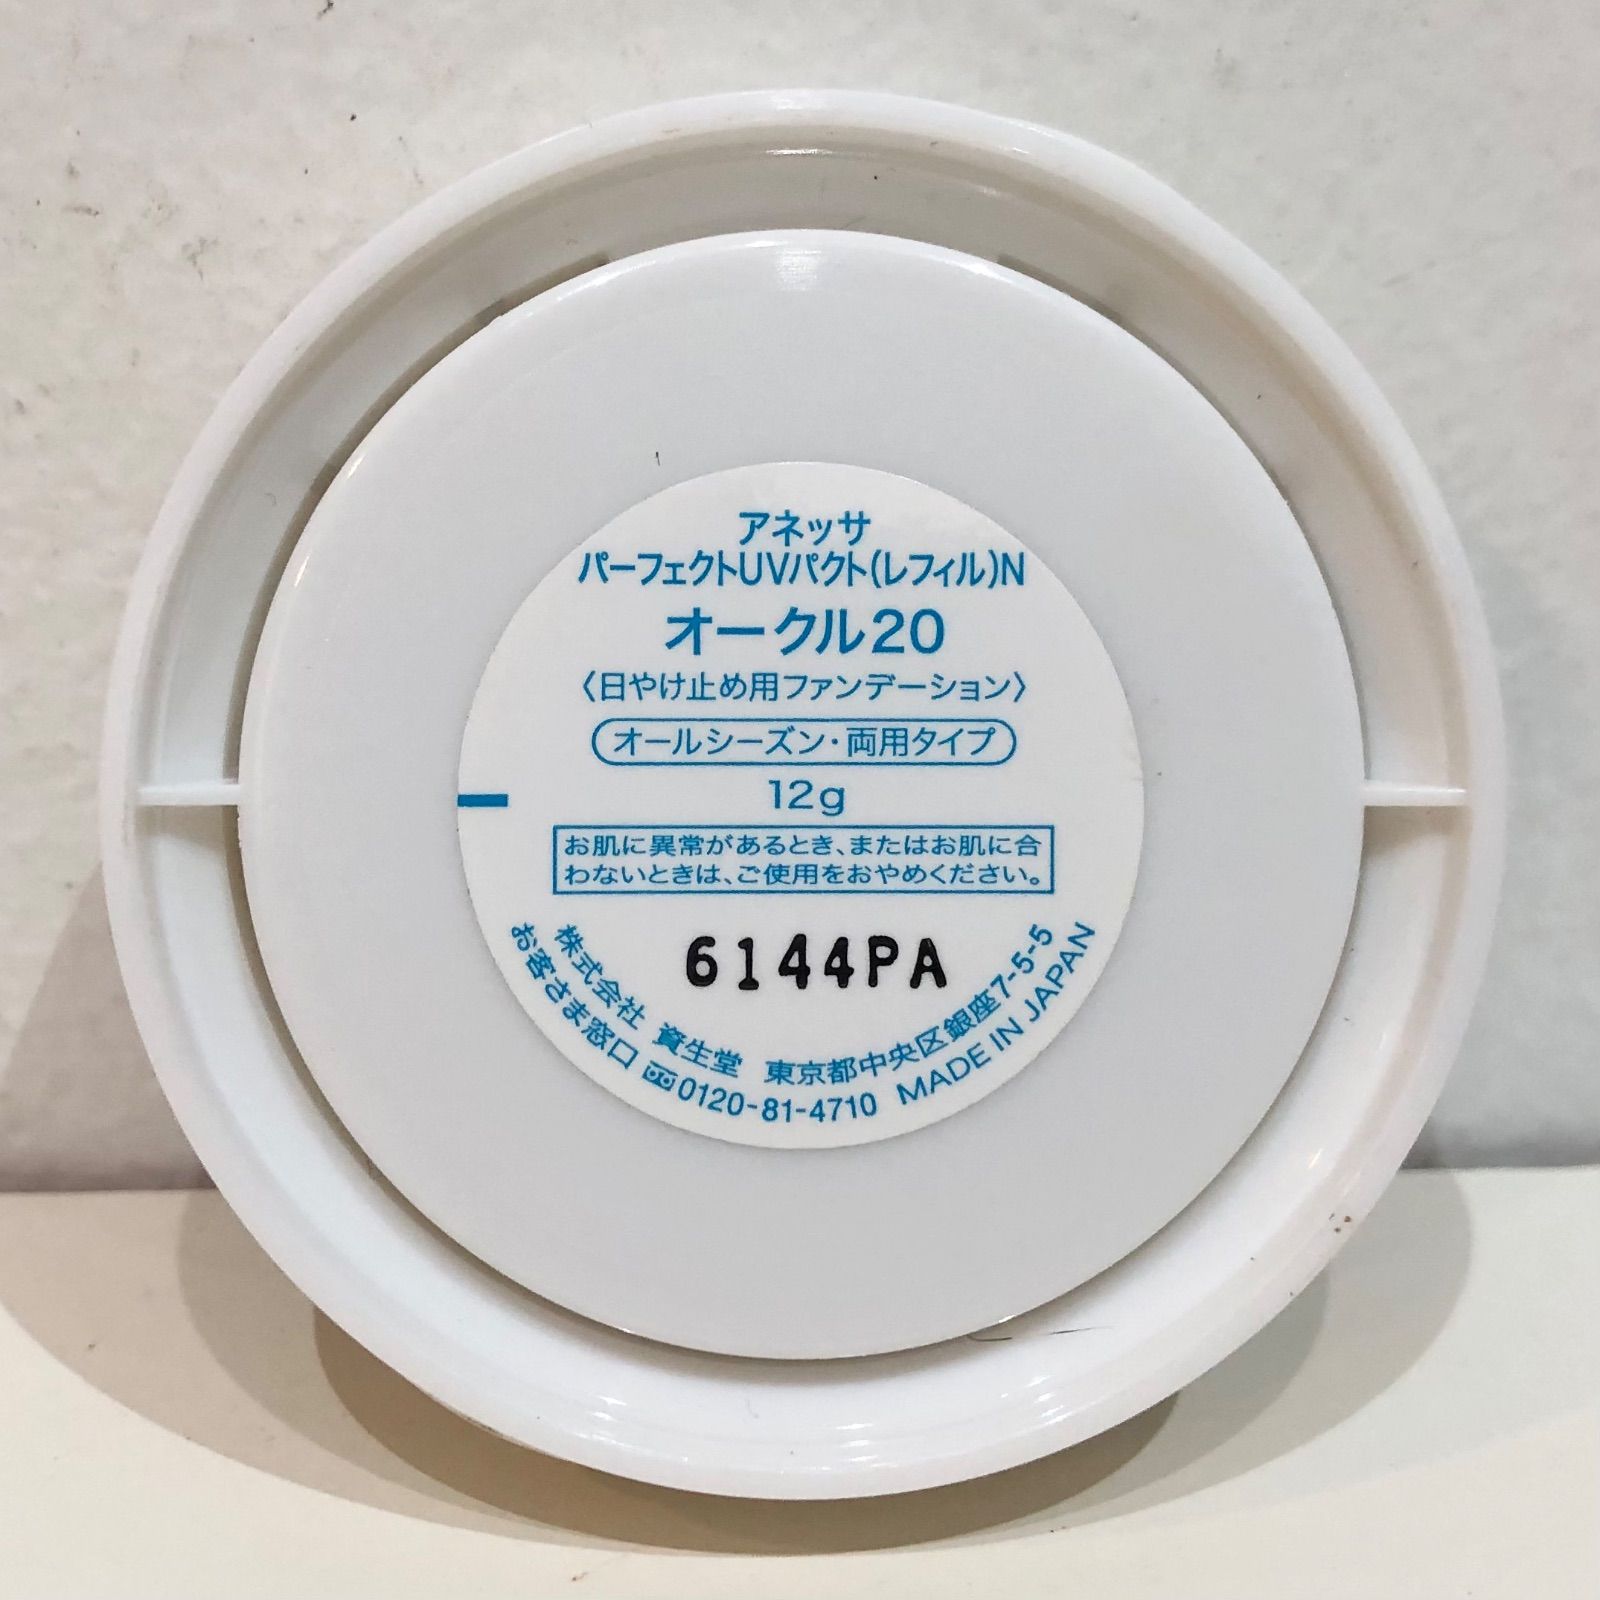 アネッサ
パーフェクトUVパクト(レフィル)N
オークル20
〈日やけ止め用ファンデーション〉
オールシーズン・両用タイプ
12g
お肌に異常があるとき、またはお肌に合
わないときは、ご使用をおやめください。
6144PA
株式会社 資生堂 東京都中央区銀座7-5-5
お客さま窓口 0120-81-4710 MADE IN JAPAN